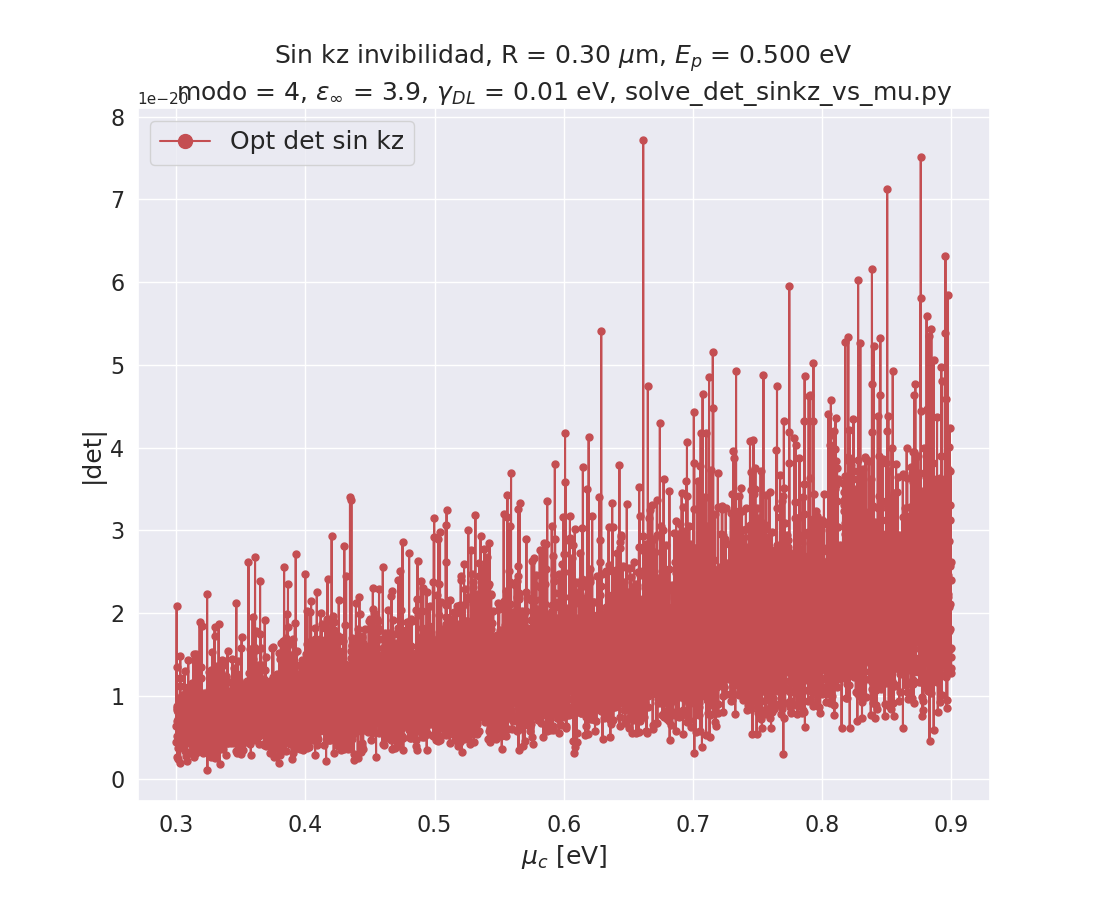 Sin kz invibilidad, R = 0.30 μm, E_p = 0.500 eV
modo = 4, ε_∞ = 3.9, γ_DL = 0.01 eV, solve_det_sinkz_vs_mu.py
1e−20
Opt det sin kz
8
7
6
5
4
3
2
1
0
|det|
0.3 0.4 0.5 0.6 0.7 0.8 0.9
μ_c [eV]